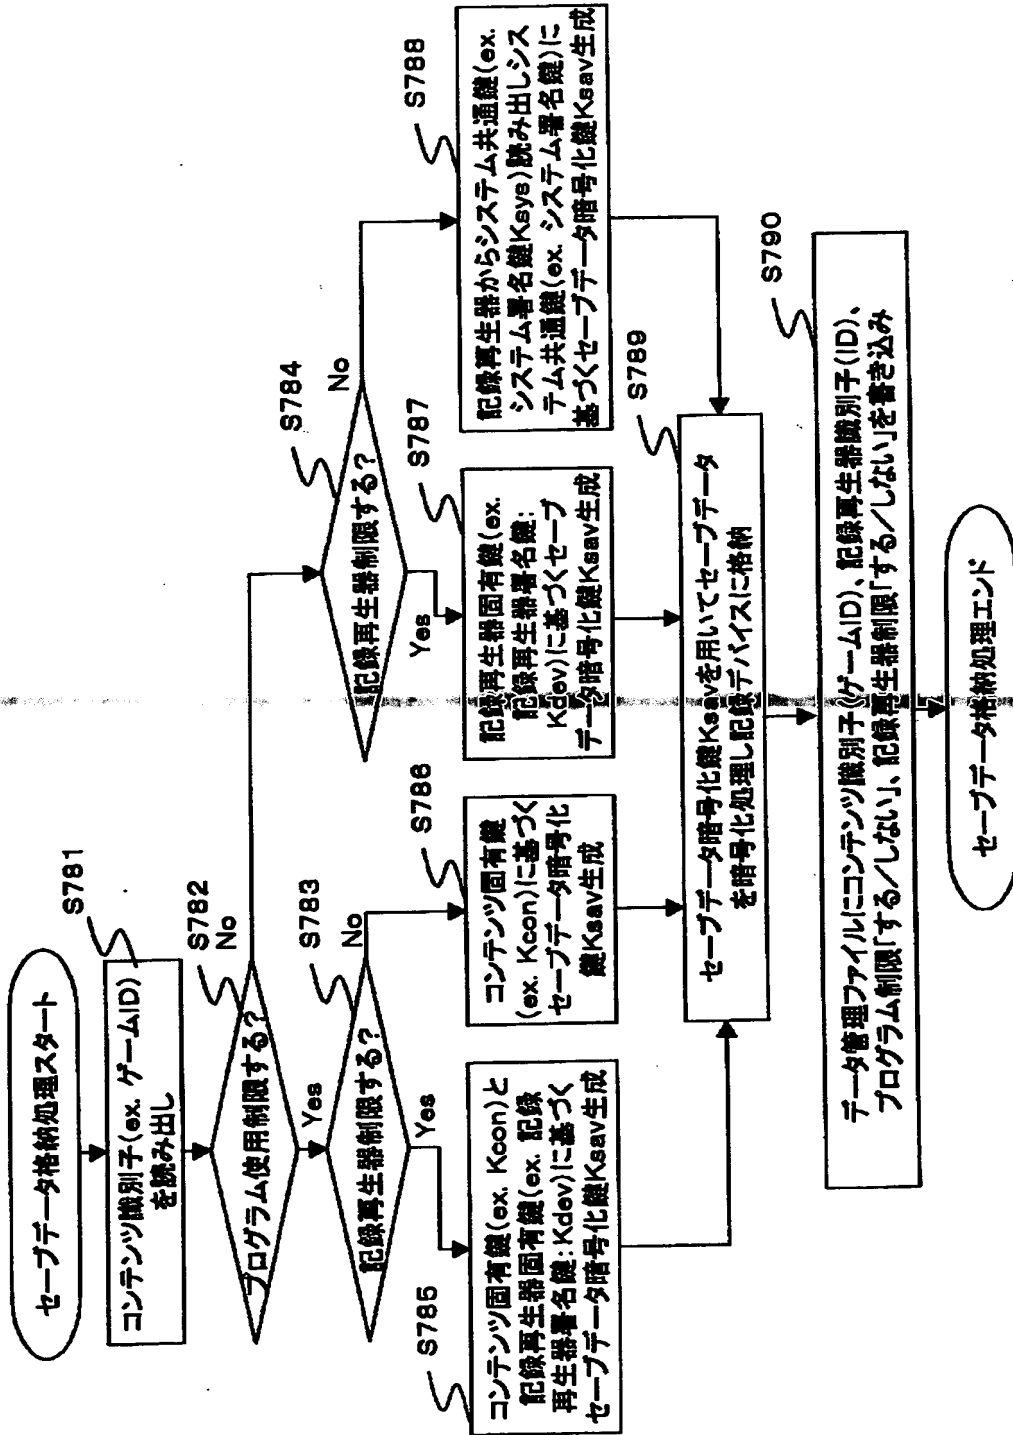 セーブデータ格納処理スタート
S781
コンテンツ識別子(ex. ゲームID)
を読み出し
S782
プログラム使用制限する?
No
Yes
S783
記録再生器制限する?
No
Yes
S784
記録再生器制限する?
No
Yes
S785
コンテンツ固有鍵(ex. Kcon)と
記録再生器固有鍵(ex. 記録
再生器署名鍵:Kdev)に基づく
セーブデータ暗号化鍵Ksav生成
S786
コンテンツ固有鍵
(ex. Kcon)に基づく
セーブデータ暗号化
鍵Ksav生成
S787
記録再生器固有鍵(ex.
記録再生器署名鍵:
Kdev)に基づくセーブ
データ暗号化鍵Ksav生成
S788
記録再生器からシステム共通鍵(ex.
システム署名鍵Ksys)読み出しシス
テム共通鍵(ex. システム署名鍵)に
基づくセーブデータ暗号化鍵Ksav生成
S789
セーブデータ暗号化鍵Ksavを用いてセーブデータ
を暗号化処理し記録デバイスに格納
S790
データ管理ファイルにコンテンツ識別子(ゲームID)、記録再生器識別子(ID)、
プログラム制限「する/しない」、記録再生器制限「する/しない」を書き込み
セーブデータ格納処理エンド